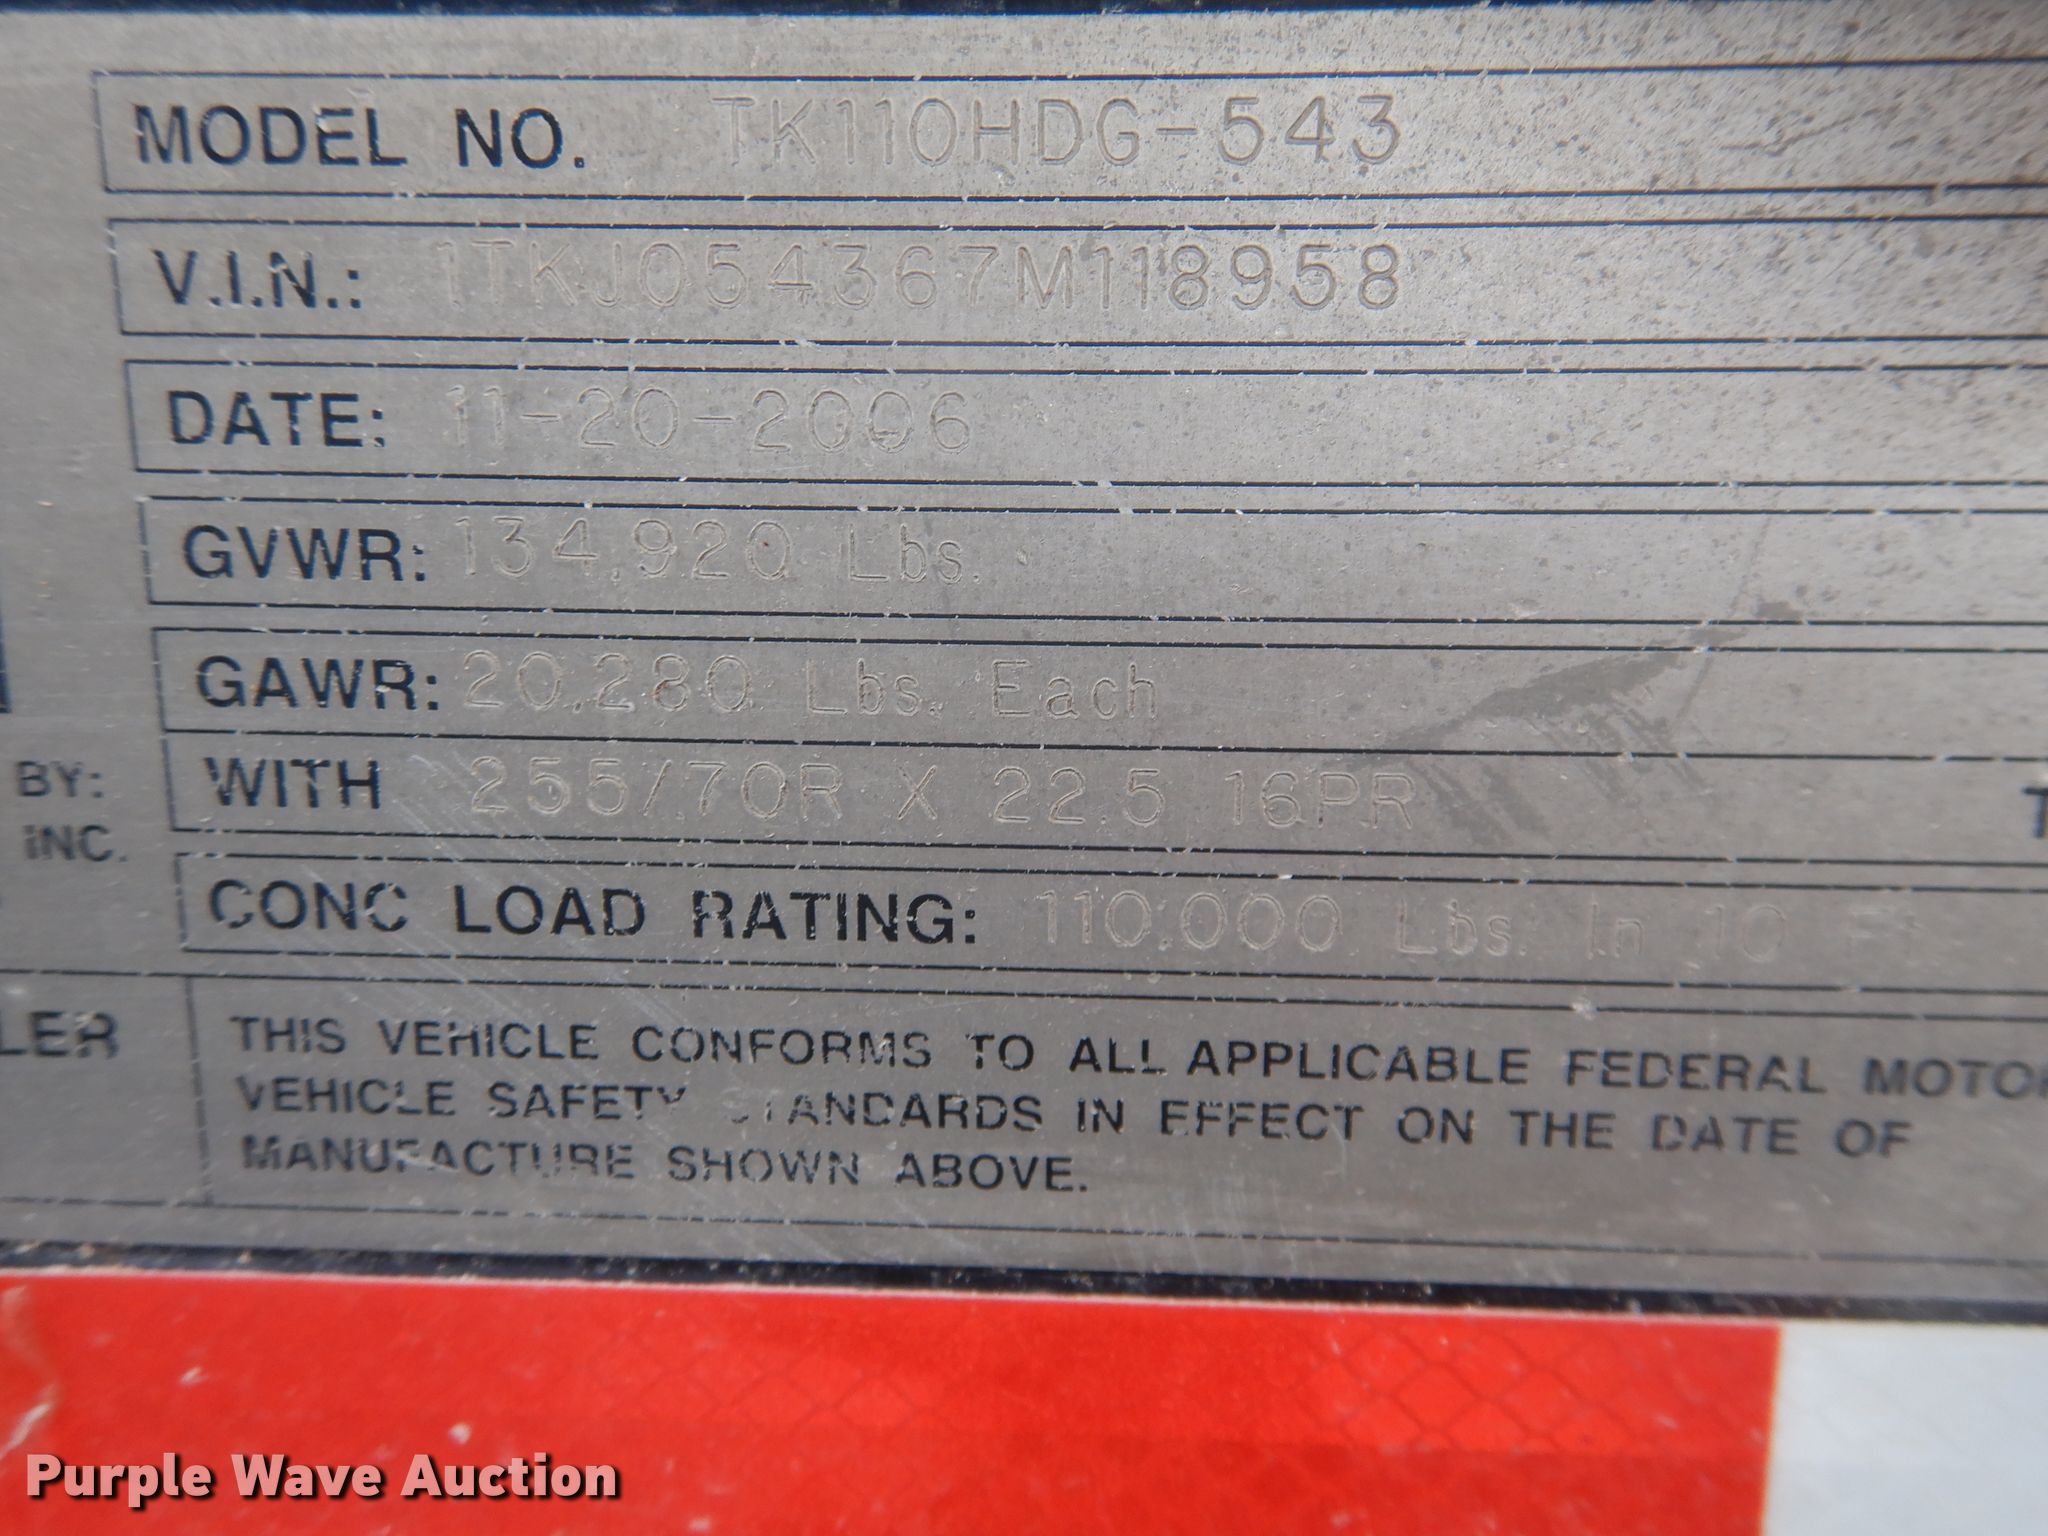 MODEL NO. TK110HDG-543
V.I.N.: 1TKJ054367M118958
DATE: 11-20-2006
GVWR: 134,920 Lbs.
GAWR: 20,280 Lbs. Each
BY: WITH 255/70R X 22.5 16PR
INC.
CONC LOAD RATING: 110,000 Lbs. In 10 Ft
THIS VEHICLE CONFORMS TO ALL APPLICABLE FEDERAL MOTOR
VEHICLE SAFETY STANDARDS IN EFFECT ON THE DATE OF
MANUFACTURE SHOWN ABOVE.
Purple Wave Auction